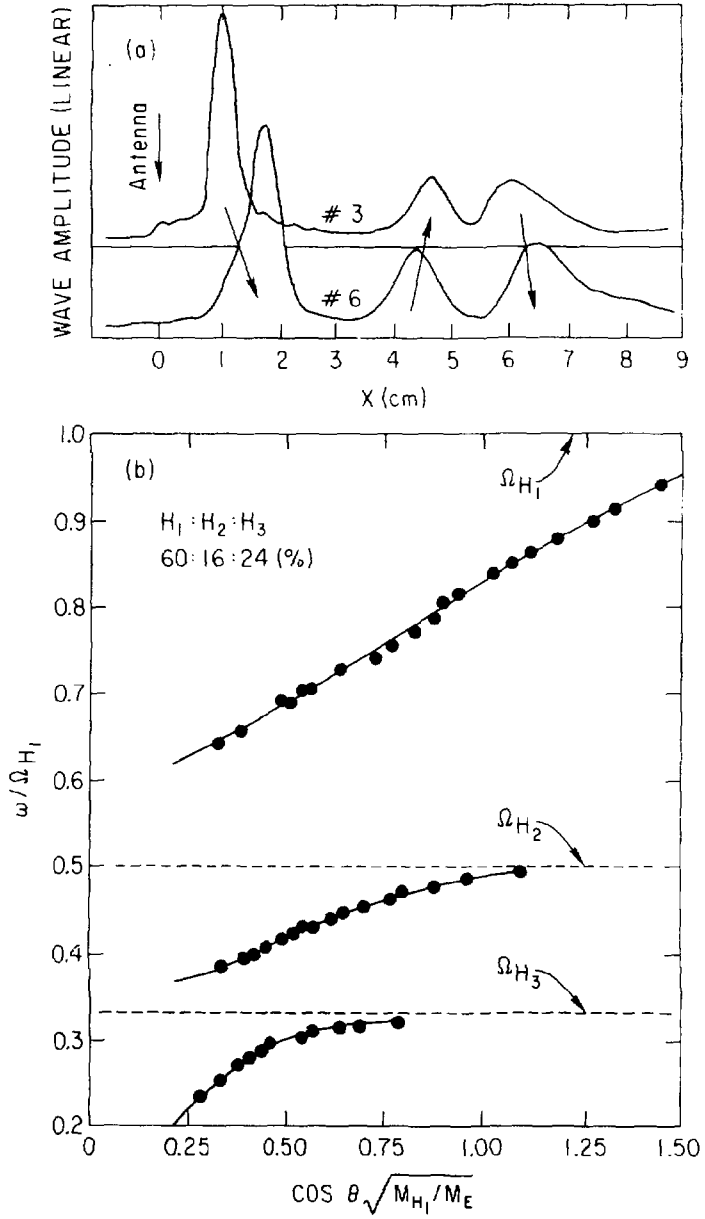 WAVE AMPLITUDE (LINEAR)
(a)
Antenna
#3
#6
0 1 2 3 4 5 6 7 8 9
X (cm)
(b)
H₁:H₂:H₃
60:16:24 (%)
Ω_H₁
Ω_H₂
Ω_H₃
1.0
0.9
0.8
0.7
0.6
0.5
0.4
0.3
0.2
ω/Ω_H₁
0 0.25 0.50 0.75 1.00 1.25 1.50
COS θ√M_H₁/M_E